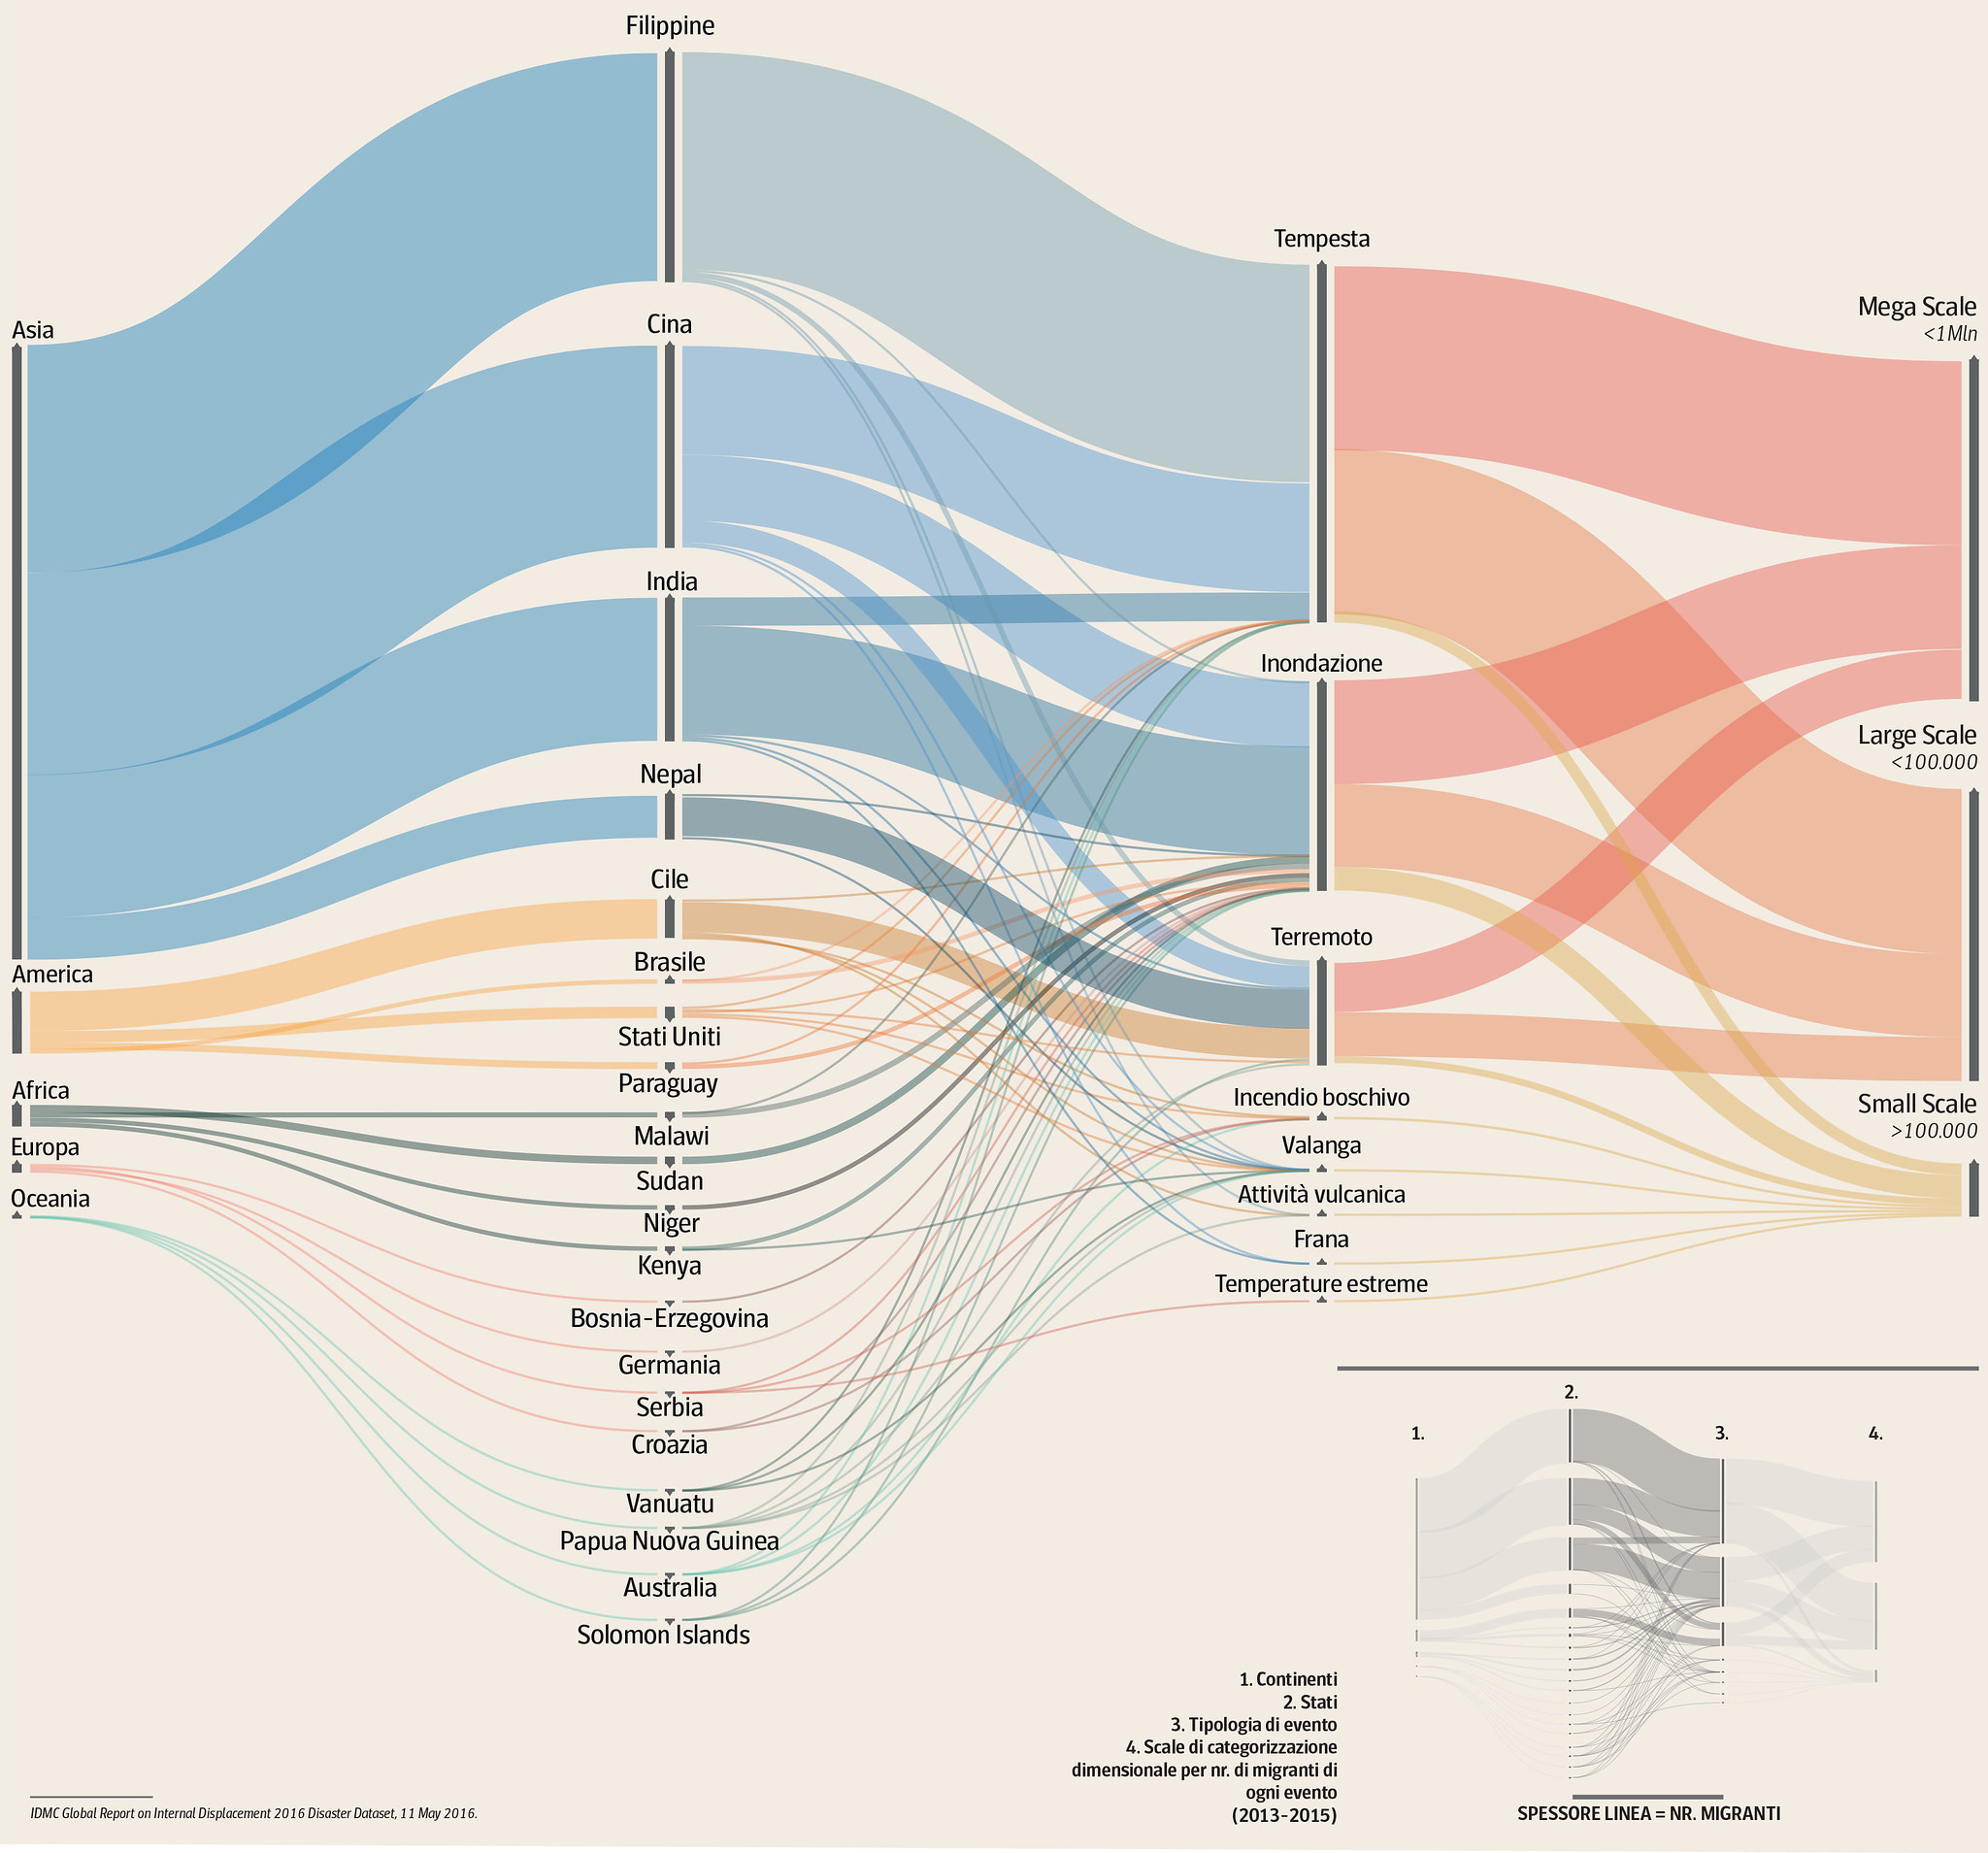 Filippine
Cina
India
Nepal
Cile
Brasile
Stati Uniti
Paraguay
Malawi
Sudan
Niger
Kenya
Bosnia-Erzegovina
Germania
Serbia
Croazia
Vanuatu
Papua Nuova Guinea
Australia
Solomon Islands
Asia
America
Africa
Europa
Oceania
Tempesta
Inondazione
Terremoto
Incendio boschivo
Valanga
Attività vulcanica
Frana
Temperature estreme
Mega Scale
<1Mln
Large Scale
<100.000
Small Scale
>100.000
1.
2.
3.
4.
1. Continenti
2. Stati
3. Tipologia di evento
4. Scale di categorizzazione
dimensionale per nr. di migranti di
ogni evento
(2013-2015)
SPESSORE LINEA = NR. MIGRANTI
IDMC Global Report on Internal Displacement 2016 Disaster Dataset, 11 May 2016.